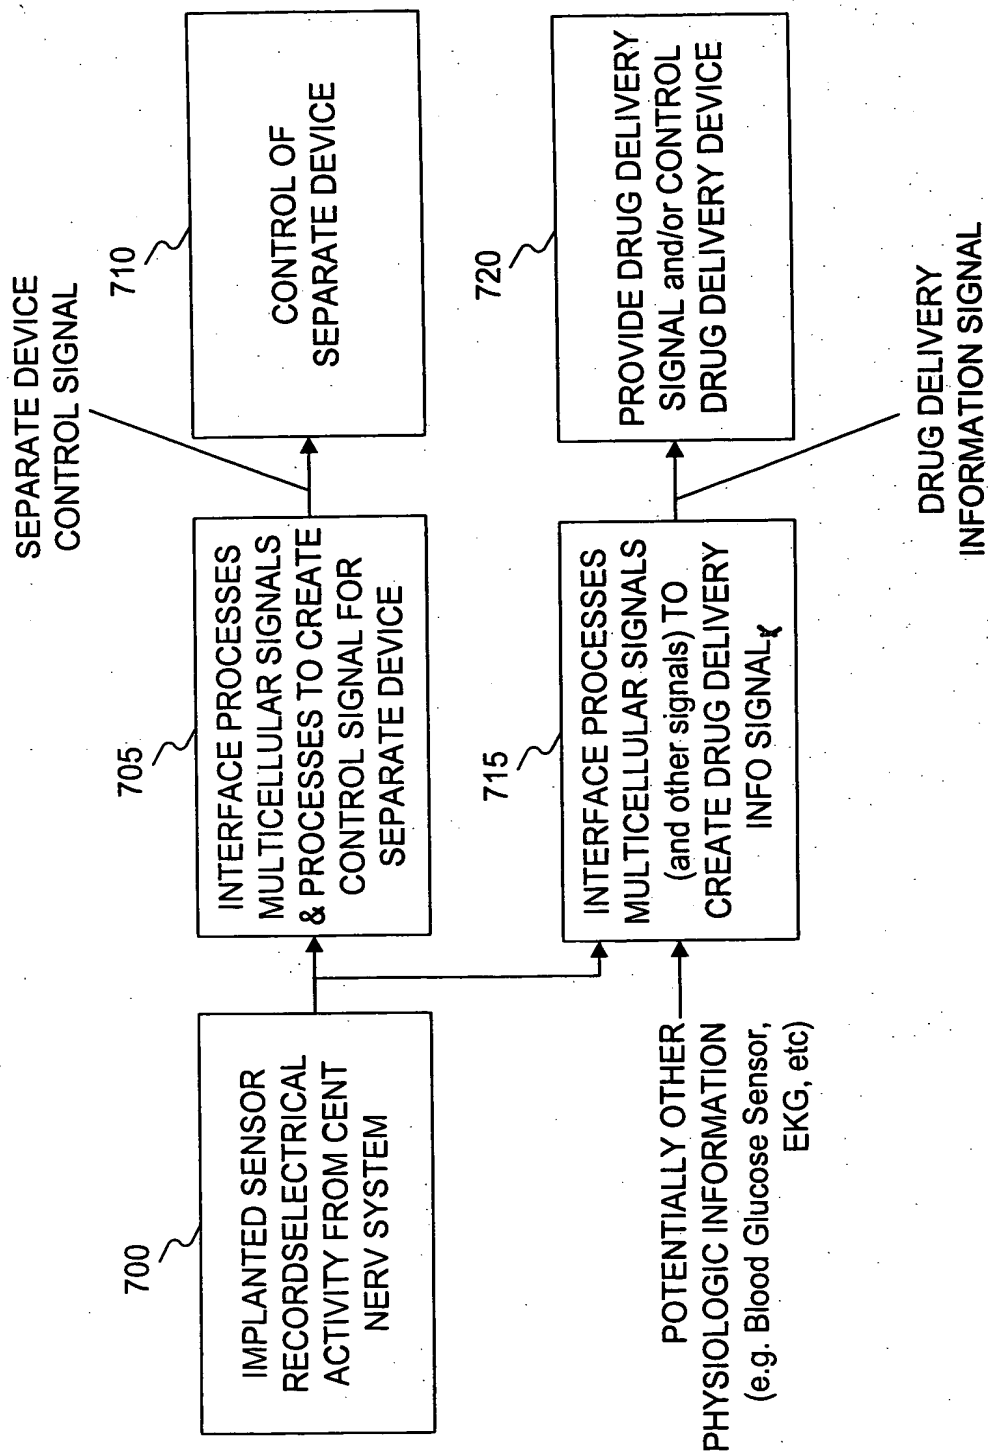 700
IMPLANTED SENSOR
RECORDSELECTRICAL
ACTIVITY FROM CENT
NERV SYSTEM
705
INTERFACE PROCESSES
MULTICELLULAR SIGNALS
& PROCESSES TO CREATE
CONTROL SIGNAL FOR
SEPARATE DEVICE
SEPARATE DEVICE
CONTROL SIGNAL
710
CONTROL OF
SEPARATE DEVICE
POTENTIALLY OTHER
PHYSIOLOGIC INFORMATION
(e.g. Blood Glucose Sensor,
EKG, etc)
715
INTERFACE PROCESSES
MULTICELLULAR SIGNALS
(and other signals) TO
CREATE DRUG DELIVERY
INFO SIGNAL
DRUG DELIVERY
INFORMATION SIGNAL
720
PROVIDE DRUG DELIVERY
SIGNAL and/or CONTROL
DRUG DELIVERY DEVICE